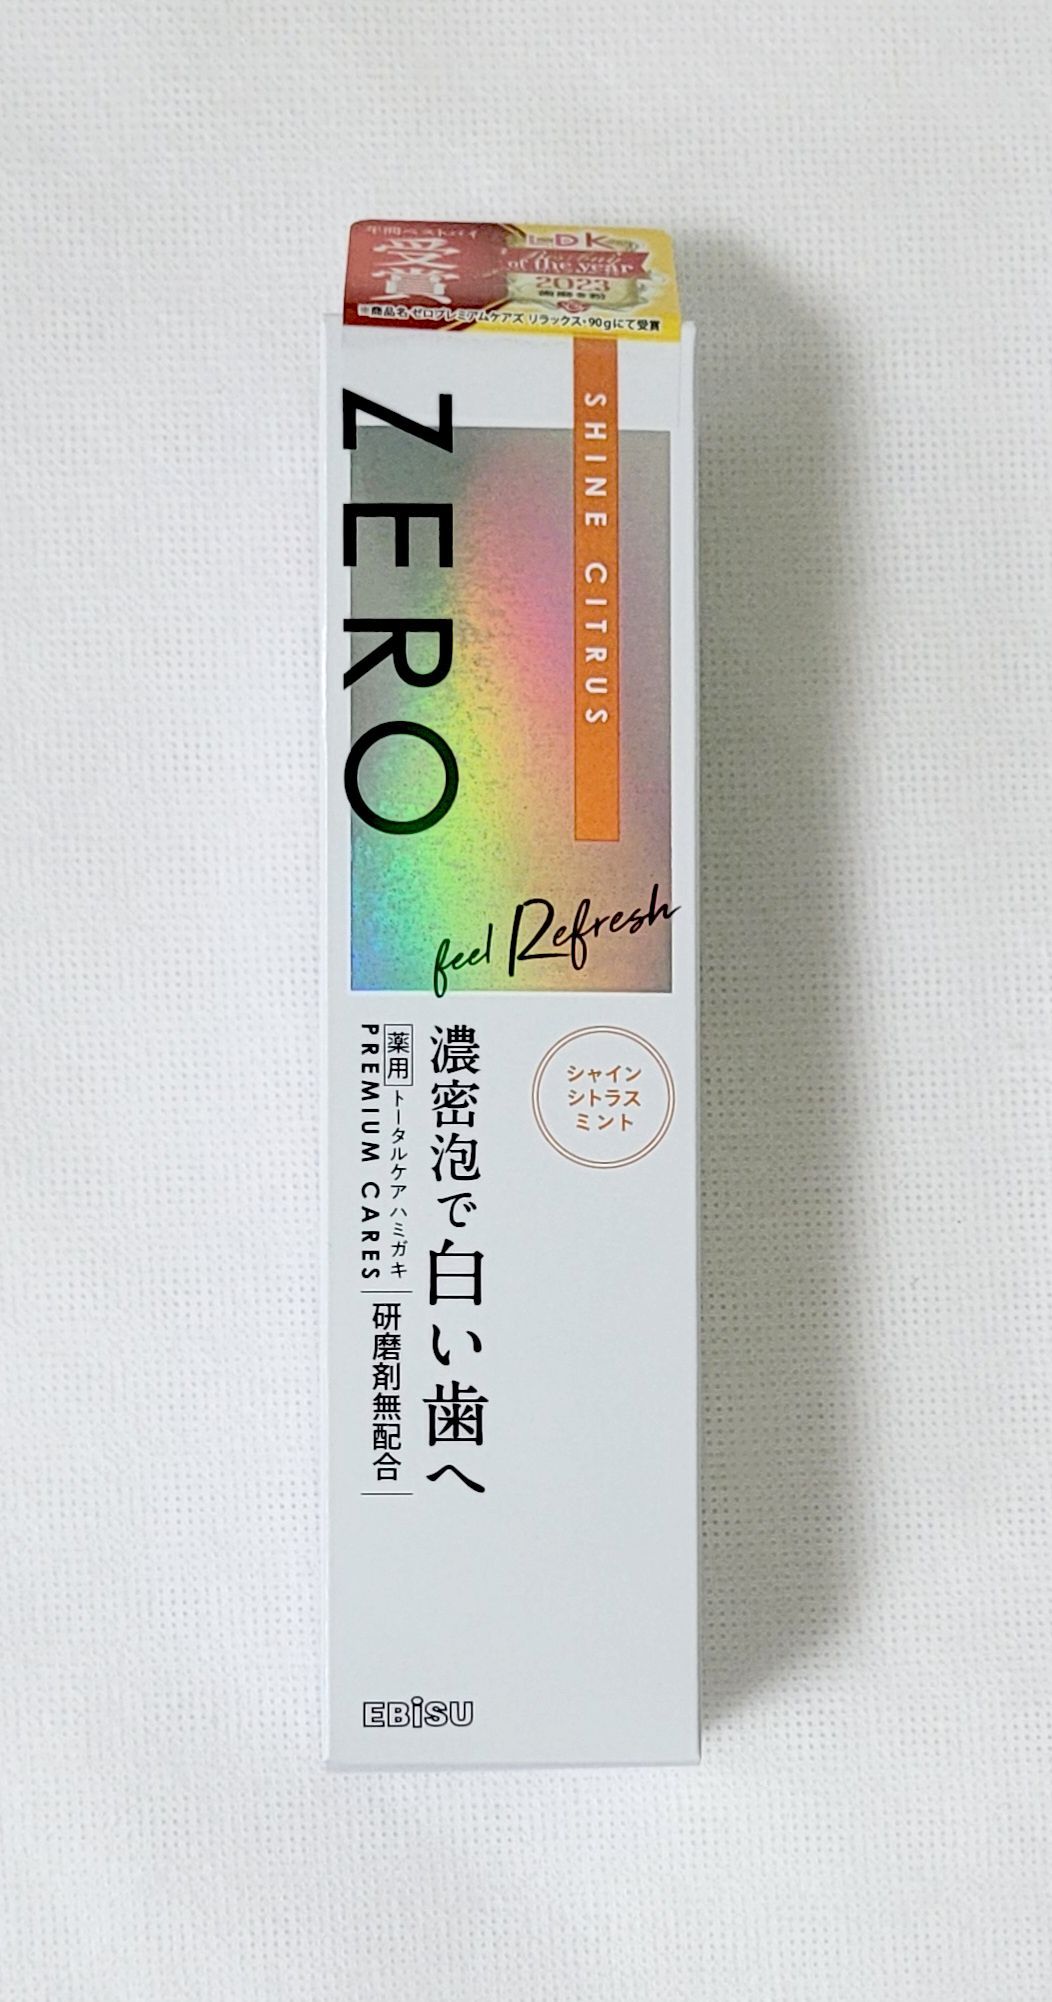 年間ベストバイ
受賞
LDK
of the year
2023
歯磨き粉
※商品名 ゼロプレミアムケアズ リラックス・90gにて受賞
ZERO
SHINE CITRUS
feel Refresh
シャイン
シトラス
ミント
濃密泡で白い歯へ
薬用 トータルケアハミガキ
PREMIUM CARES
研磨剤無配合
EBiSU